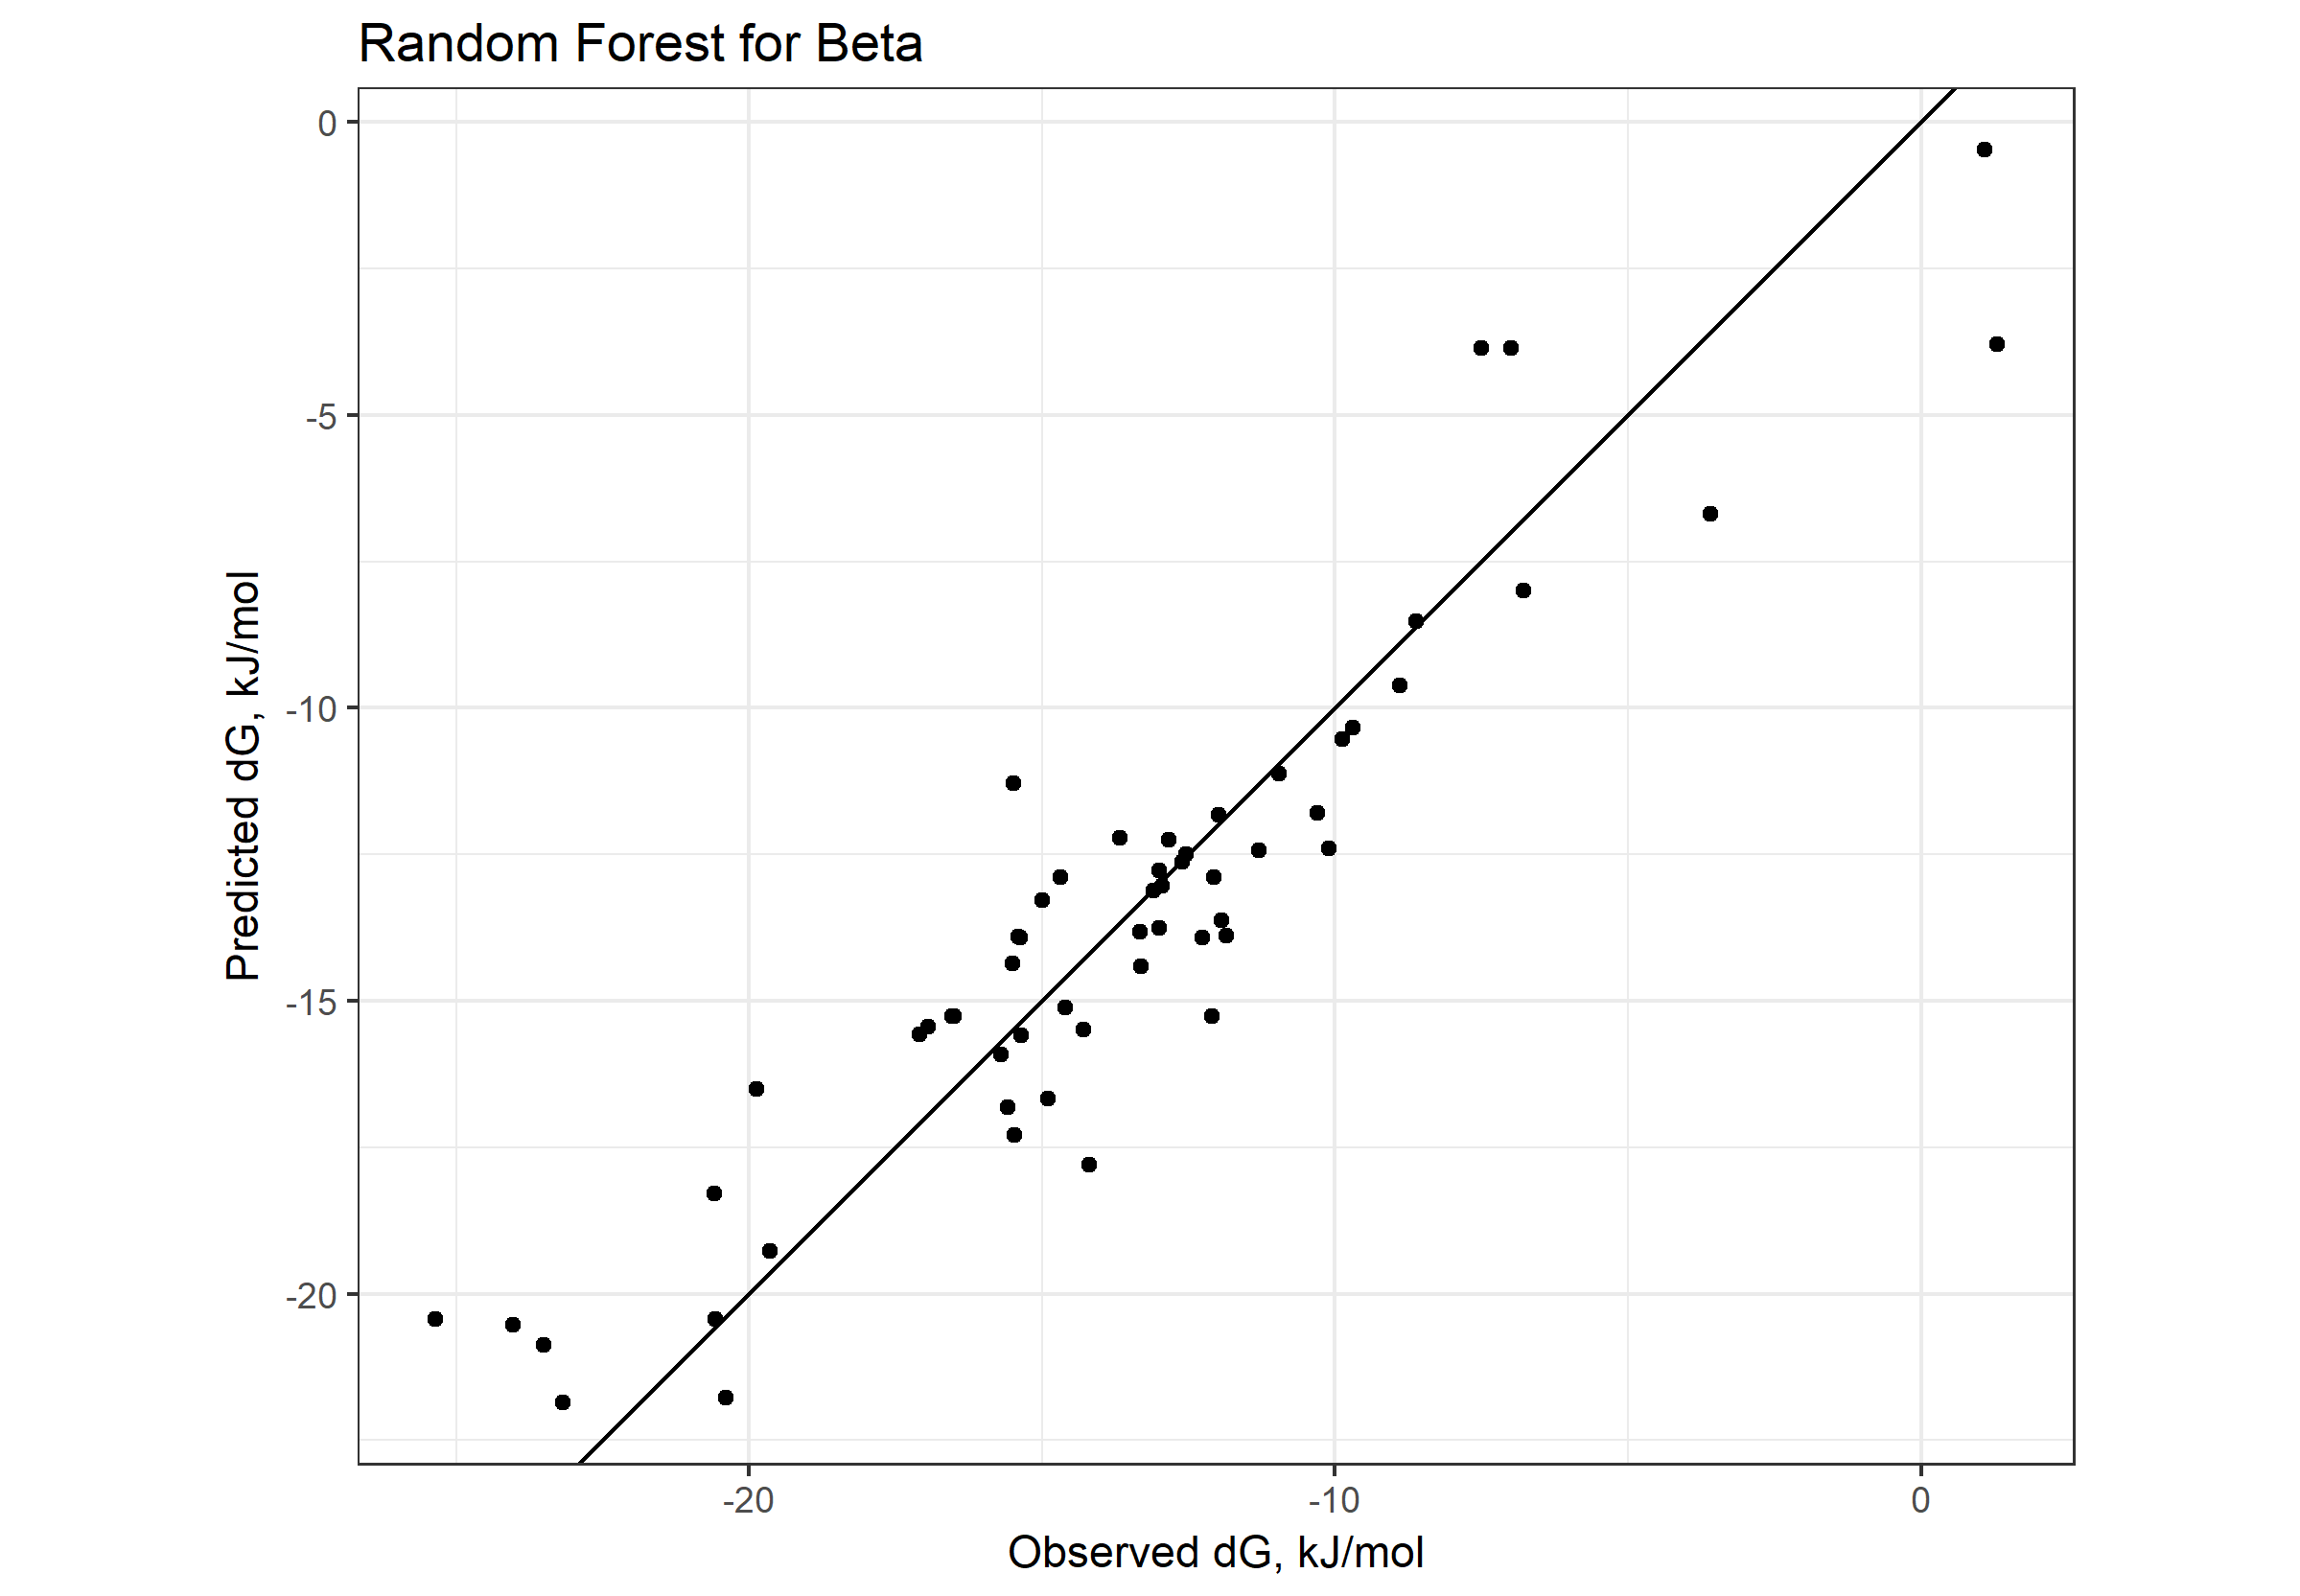 Random Forest for Beta
0
-5
-10
-15
-20
Predicted dG, kJ/mol
-20
-10
0
Observed dG, kJ/mol